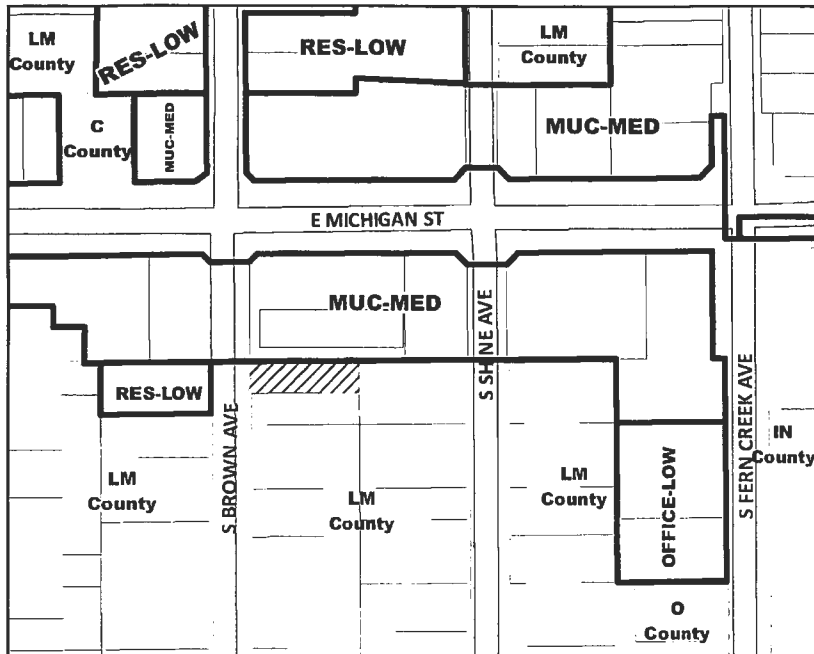 LM
County
RES-LOW
RES-LOW
LM
County
C
County
MUC-MED
MUC-MED
E MICHIGAN ST
MUC-MED
S SHINE AVE
RES-LOW
S BROWN AVE
S FERN CREEK AVE
IN
County
LM
County
LM
County
LM
County
OFFICE-LOW
O
County